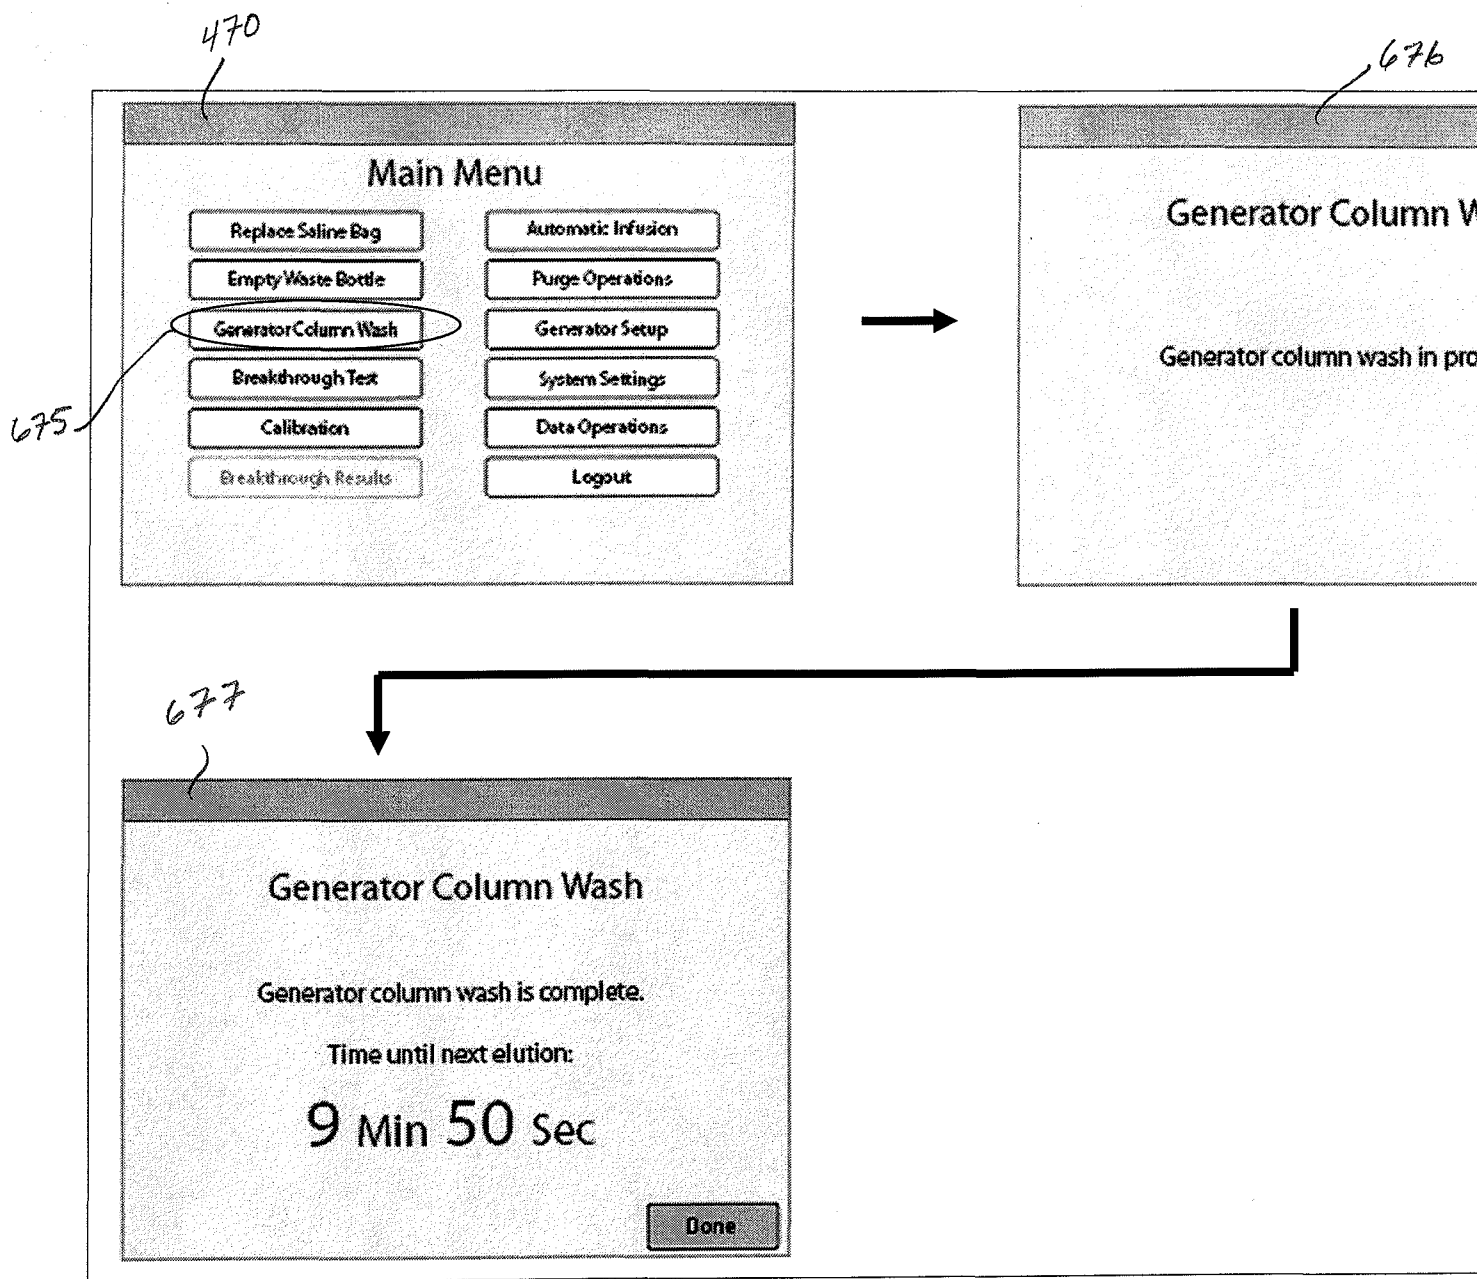 470
676
Main Menu
Replace Saline Bag
Automatic Infusion
Empty Waste Bottle
Purge Operations
Generator Column Wash
Generator Setup
Breakthrough Test
System Settings
Calibration
Data Operations
Breakthrough Results
Logout
675
Generator Column W
Generator column wash in pro
677
Generator Column Wash
Generator column wash is complete.
Time until next elution:
9 Min 50 Sec
Done